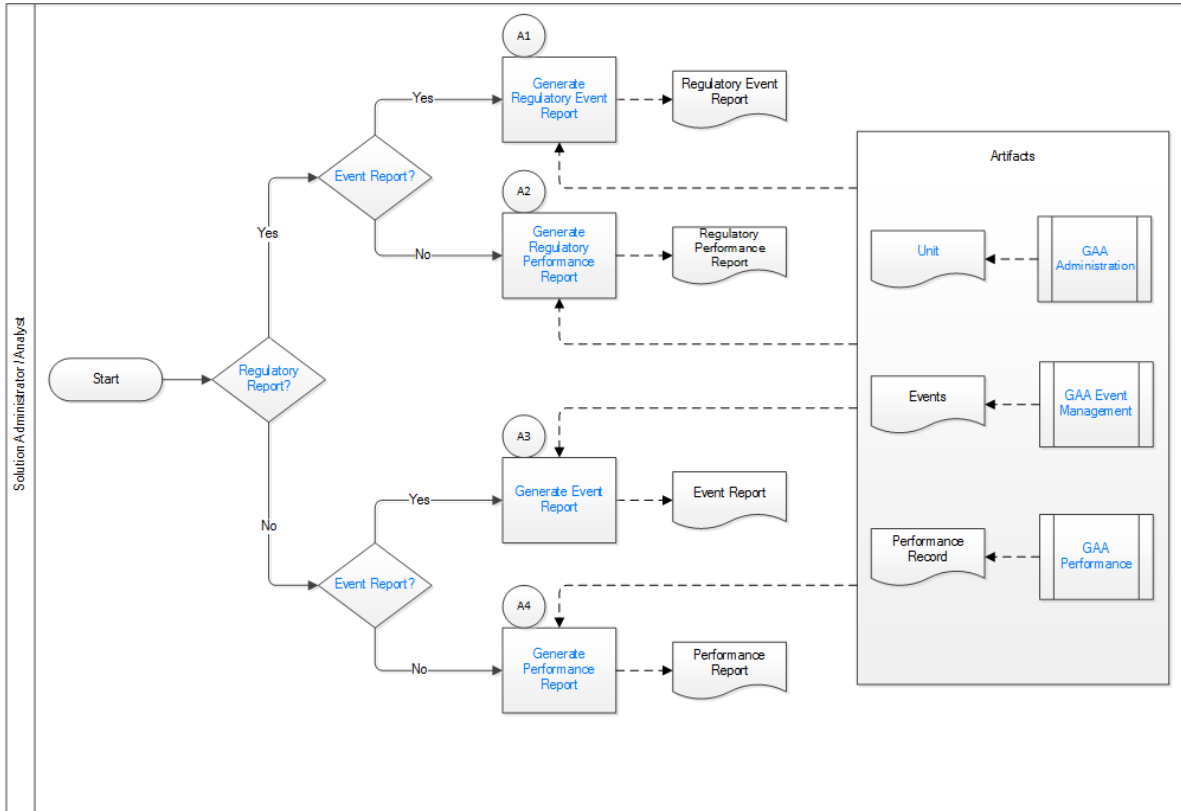 Solution Administrator / Analyst
Start
Regulatory
Report?
Yes
No
Event Report?
Yes
No
A1
Generate
Regulatory Event
Report
Regulatory Event
Report
A2
Generate
Regulatory
Performance
Report
Regulatory
Performance
Report
Event Report?
Yes
No
A3
Generate Event
Report
Event Report
A4
Generate
Performance
Report
Performance
Report
Artifacts
Unit
GAA
Administration
Events
GAA Event
Management
Performance
Record
GAA
Performance